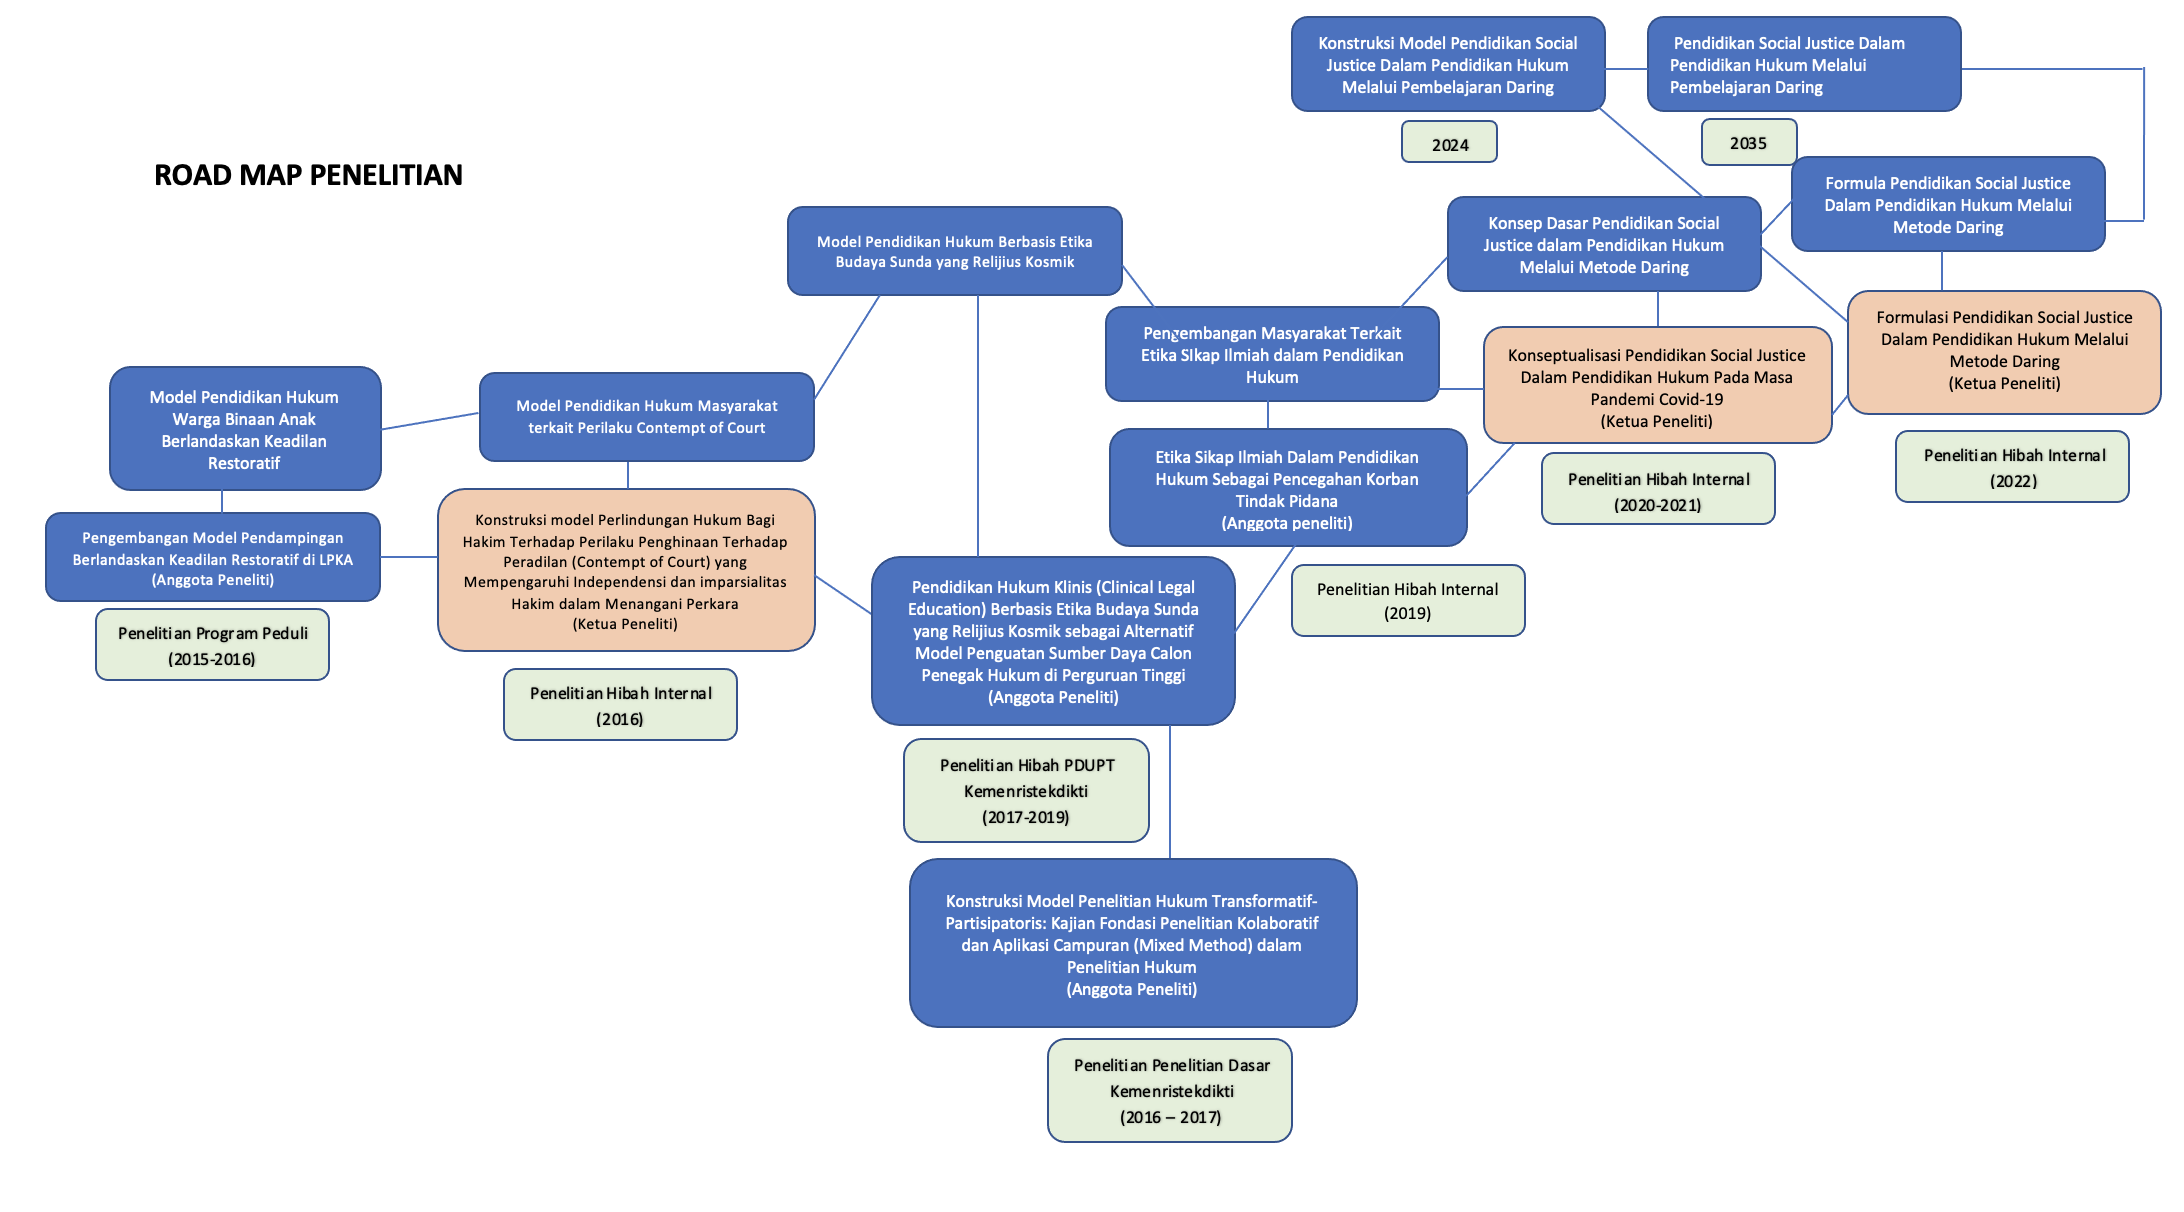 ROAD MAP PENELITIAN
Konstruksi Model Pendidikan Social
Justice Dalam Pendidikan Hukum
Melalui Pembelajaran Daring
2024
Pendidikan Social Justice Dalam
Pendidikan Hukum Melalui
Pembelajaran Daring
2035
Formula Pendidikan Social Justice
Dalam Pendidikan Hukum Melalui
Metode Daring
Konsep Dasar Pendidikan Social
Justice dalam Pendidikan Hukum
Melalui Metode Daring
Model Pendidikan Hukum Berbasis Etika
Budaya Sunda yang Relijius Kosmik
Pengembangan Masyarakat Terkait
Etika SIkap Ilmiah dalam Pendidikan
Hukum
Konseptualisasi Pendidikan Social Justice
Dalam Pendidikan Hukum Pada Masa
Pandemi Covid-19
(Ketua Peneliti)
Penelitian Hibah Internal
(2020-2021)
Formulasi Pendidikan Social Justice
Dalam Pendidikan Hukum Melalui
Metode Daring
(Ketua Peneliti)
Penelitian Hibah Internal
(2022)
Model Pendidikan Hukum
Warga Binaan Anak
Berlandaskan Keadilan
Restoratif
Model Pendidikan Hukum Masyarakat
terkait Perilaku Contempt of Court
Etika Sikap Ilmiah Dalam Pendidikan
Hukum Sebagai Pencegahan Korban
Tindak Pidana
(Anggota peneliti)
Penelitian Hibah Internal
(2019)
Pengembangan Model Pendampingan
Berlandaskan Keadilan Restoratif di LPKA
(Anggota Peneliti)
Penelitian Program Peduli
(2015-2016)
Konstruksi model Perlindungan Hukum Bagi
Hakim Terhadap Perilaku Penghinaan Terhadap
Peradilan (Contempt of Court) yang
Mempengaruhi Independensi dan imparsialitas
Hakim dalam Menangani Perkara
(Ketua Peneliti)
Penelitian Hibah Internal
(2016)
Pendidikan Hukum Klinis (Clinical Legal
Education) Berbasis Etika Budaya Sunda
yang Relijius Kosmik sebagai Alternatif
Model Penguatan Sumber Daya Calon
Penegak Hukum di Perguruan Tinggi
(Anggota Peneliti)
Penelitian Hibah PDUPT
Kemenristekdikti
(2017-2019)
Konstruksi Model Penelitian Hukum Transformatif-
Partisipatoris: Kajian Fondasi Penelitian Kolaboratif
dan Aplikasi Campuran (Mixed Method) dalam
Penelitian Hukum
(Anggota Peneliti)
Penelitian Penelitian Dasar
Kemenristekdikti
(2016 – 2017)